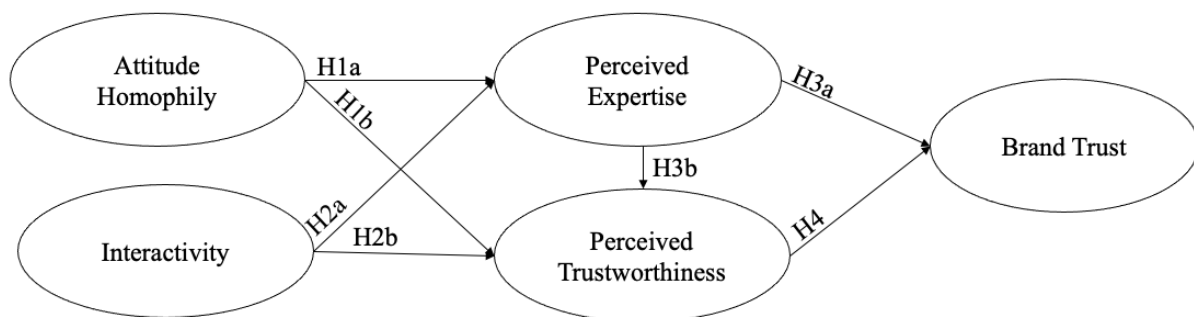 Attitude
Homophily
H1a
H1b
Perceived
Expertise
H3a
Brand Trust
H3b
Interactivity
H2a
H2b
Perceived
Trustworthiness
H4